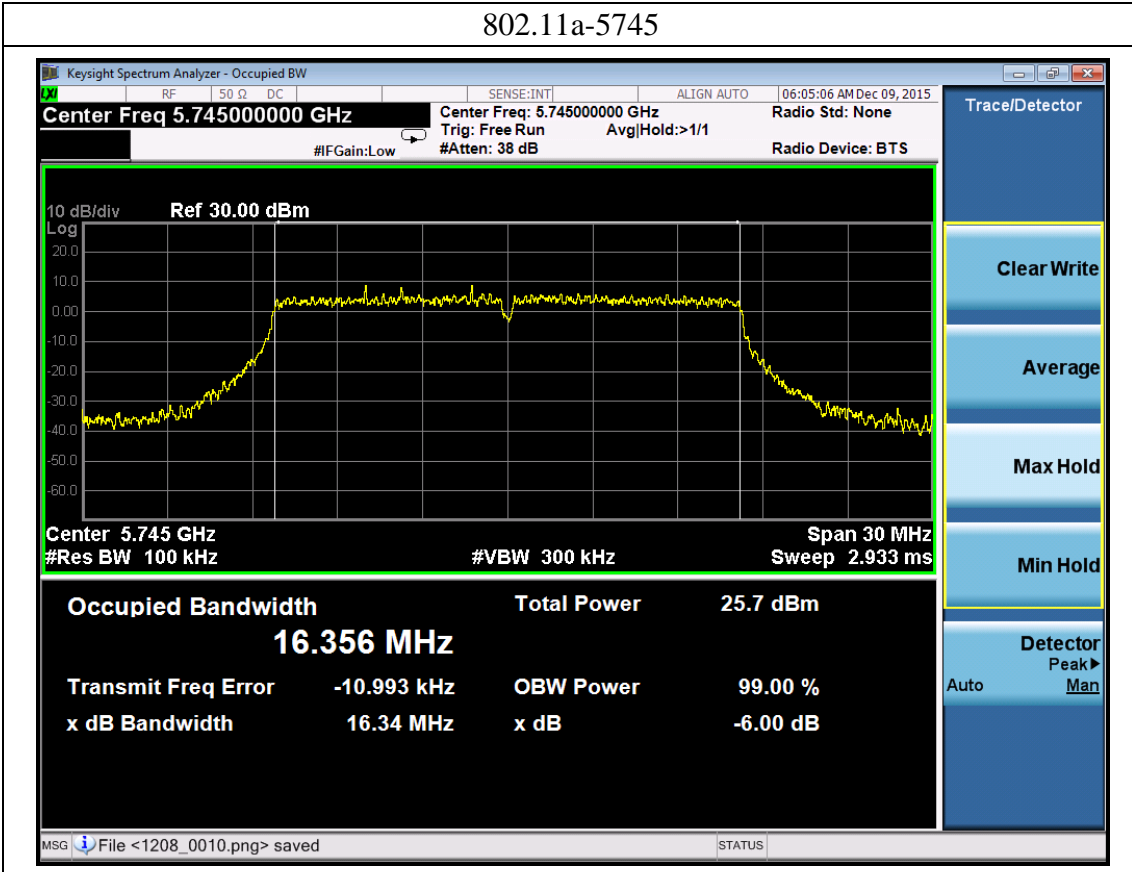 802.11a-5745
Keysight Spectrum Analyzer - Occupied BW
LXI RF 50 Ω DC SENSE:INT ALIGN AUTO 06:05:06 AM Dec 09, 2015
Center Freq 5.745000000 GHz
Center Freq: 5.745000000 GHz
Radio Std: None
Trig: Free Run Avg|Hold:>1/1
#IFGain:Low
#Atten: 38 dB
Radio Device: BTS
Trace/Detector
10 dB/div Ref 30.00 dBm
Log
20.0
10.0
0.00
-10.0
-20.0
-30.0
-40.0
-50.0
-60.0
Center 5.745 GHz Span 30 MHz
#Res BW 100 kHz #VBW 300 kHz Sweep 2.933 ms
Clear Write
Average
Max Hold
Min Hold
Detector
Peak▶
Auto Man
Occupied Bandwidth Total Power 25.7 dBm
16.356 MHz
Transmit Freq Error -10.993 kHz OBW Power 99.00 %
x dB Bandwidth 16.34 MHz x dB -6.00 dB
MSG File <1208_0010.png> saved STATUS